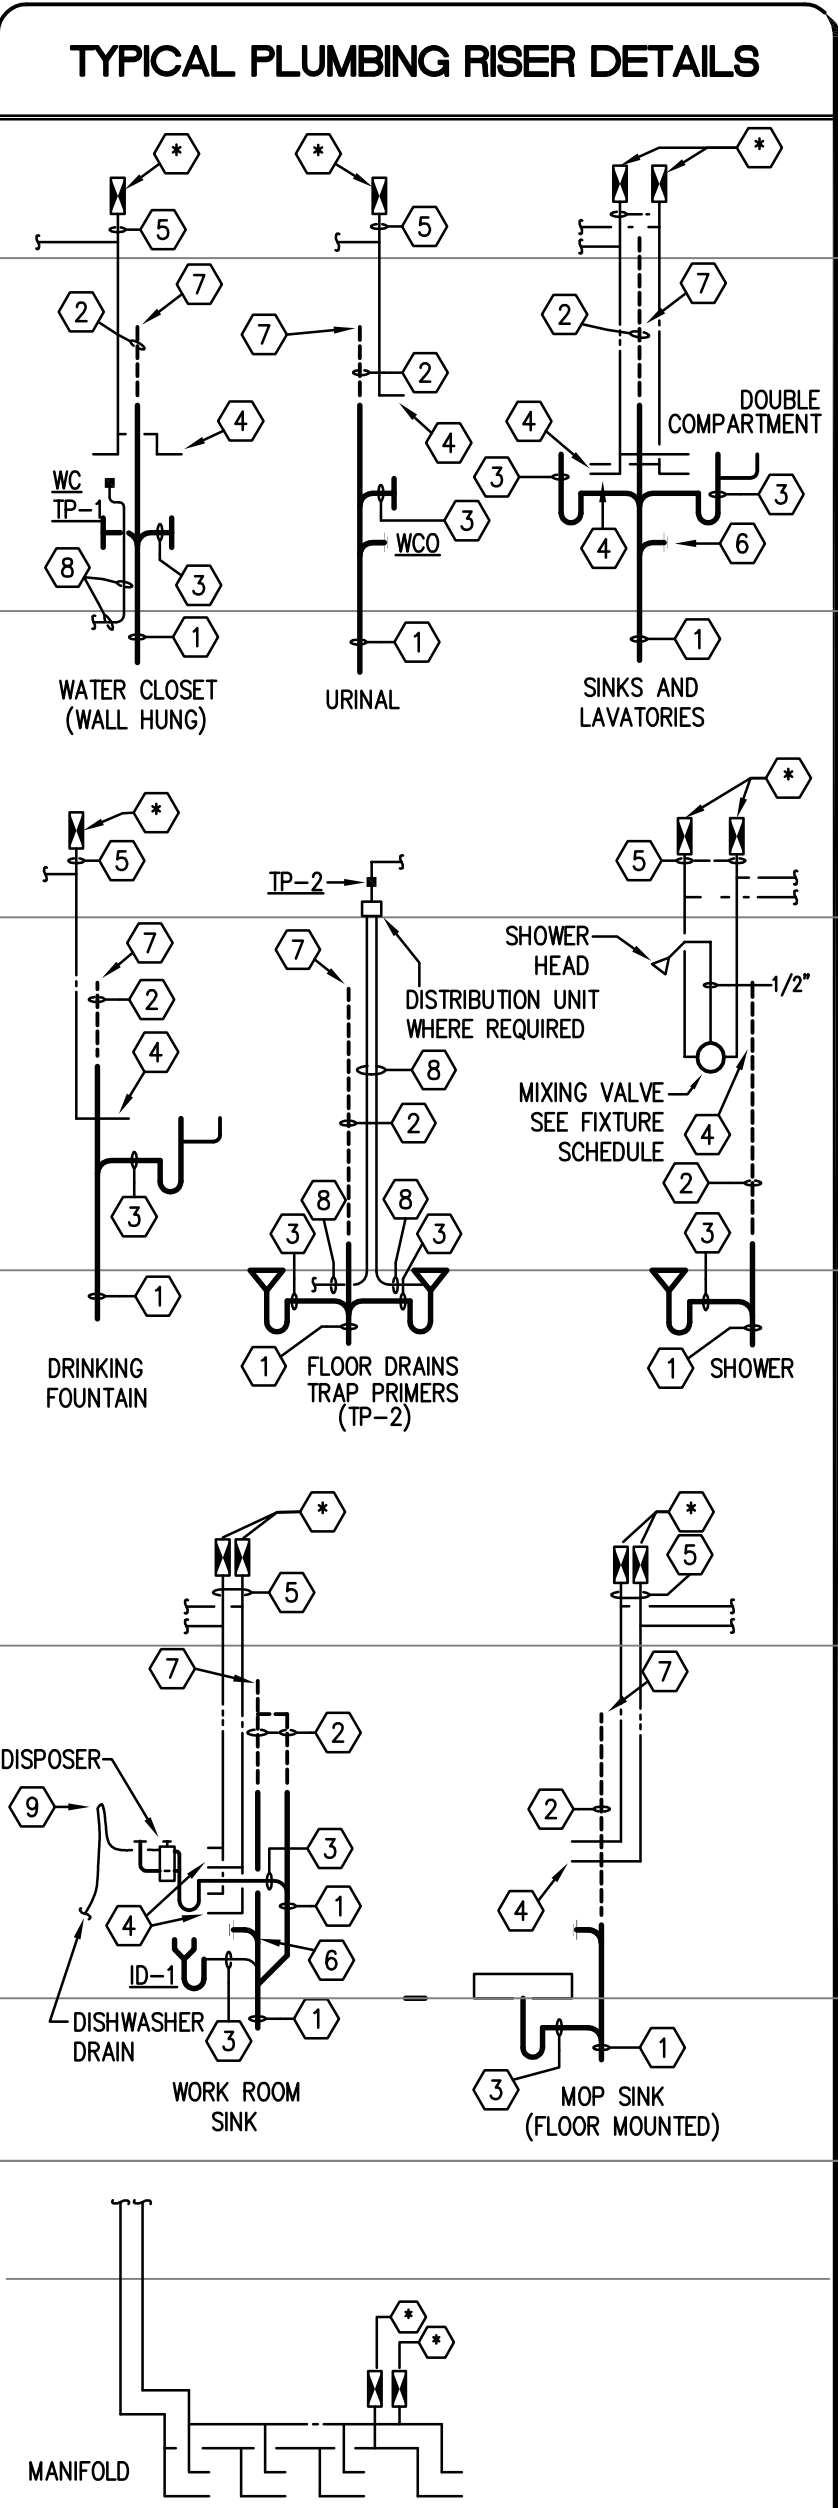 TYPICAL PLUMBING RISER DETAILS
*
5
7
2
4
WC
TP-1
8
3
1
WATER CLOSET
(WALL HUNG)
*
5
7
2
4
3
WCO
1
URINAL
*
7
2
DOUBLE
COMPARTMENT
4
3
3
4
6
1
SINKS AND
LAVATORIES
*
5
7
2
4
3
1
DRINKING
FOUNTAIN
TP-2
7
DISTRIBUTION UNIT
WHERE REQUIRED
8
2
8
8
3
3
1
FLOOR DRAINS
TRAP PRIMERS
(TP-2)
*
5
SHOWER
HEAD
1/2"
MIXING VALVE
SEE FIXTURE
SCHEDULE
4
2
3
1
SHOWER
*
5
7
2
DISPOSER
9
3
4
1
6
ID-1
3
1
DISHWASHER
DRAIN
WORK ROOM
SINK
*
5
7
2
4
1
3
MOP SINK
(FLOOR MOUNTED)
*
*
MANIFOLD